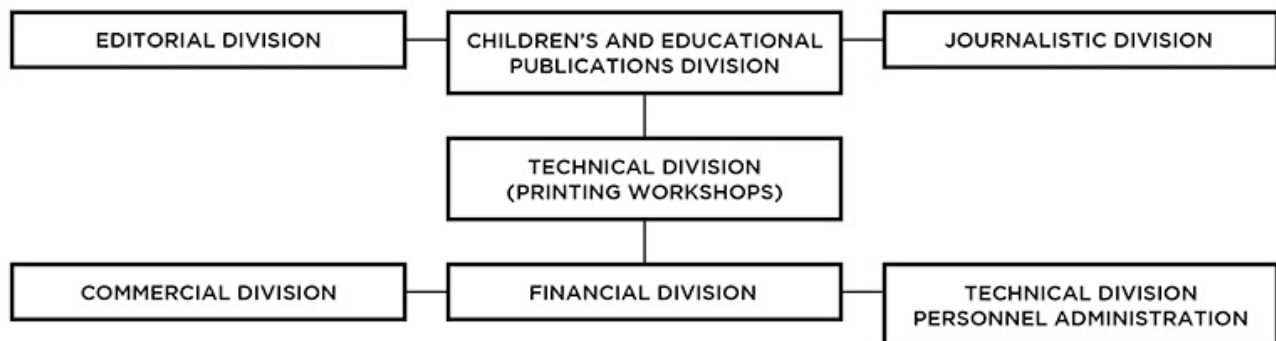 EDITORIAL DIVISION
CHILDREN'S AND EDUCATIONAL
PUBLICATIONS DIVISION
JOURNALISTIC DIVISION
TECHNICAL DIVISION
(PRINTING WORKSHOPS)
COMMERCIAL DIVISION
FINANCIAL DIVISION
TECHNICAL DIVISION
PERSONNEL ADMINISTRATION